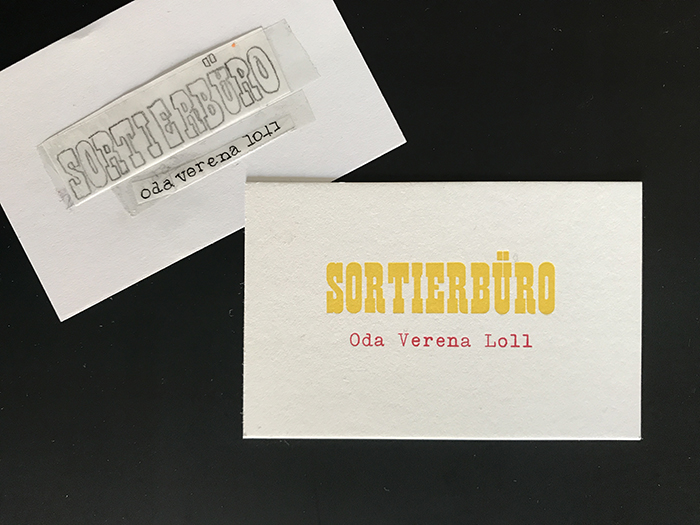 SORTIERBÜRO
oda verena loll
SORTIERBÜRO
Oda Verena Loll